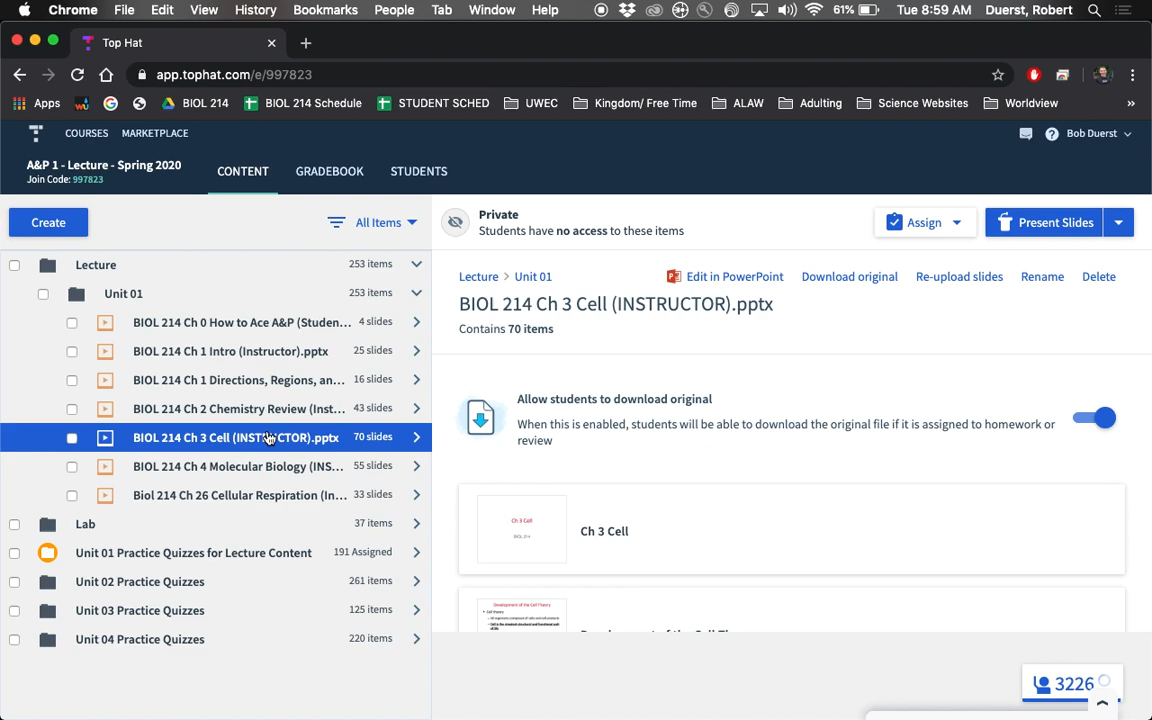 Chrome File Edit View History Bookmarks People Tab Window Help 61% Tue 8:59 AM Duerst, Robert
Top Hat
app.tophat.com/e/997823
Apps BIOL 214 BIOL 214 Schedule STUDENT SCHED UWEC Kingdom/ Free Time ALAW Adulting Science Websites Worldview »
COURSES MARKETPLACE Bob Duerst
A&P 1 - Lecture - Spring 2020
Join Code: 997823
CONTENT GRADEBOOK STUDENTS
Create All Items
Private
Students have no access to these items
Assign Present Slides
Lecture 253 items
Unit 01 253 items
BIOL 214 Ch 0 How to Ace A&P (Studen... 4 slides
BIOL 214 Ch 1 Intro (Instructor).pptx 25 slides
BIOL 214 Ch 1 Directions, Regions, an... 16 slides
BIOL 214 Ch 2 Chemistry Review (Inst... 43 slides
BIOL 214 Ch 3 Cell (INSTRUCTOR).pptx 70 slides
BIOL 214 Ch 4 Molecular Biology (INS... 55 slides
Biol 214 Ch 26 Cellular Respiration (In... 33 slides
Lab 37 items
Unit 01 Practice Quizzes for Lecture Content 191 Assigned
Unit 02 Practice Quizzes 261 items
Unit 03 Practice Quizzes 125 items
Unit 04 Practice Quizzes 220 items
Lecture > Unit 01 Edit in PowerPoint Download original Re-upload slides Rename Delete
BIOL 214 Ch 3 Cell (INSTRUCTOR).pptx
Contains 70 items
Allow students to download original
When this is enabled, students will be able to download the original file if it is assigned to homework or
review
Ch 3 Cell
BIOL 214
Ch 3 Cell
Development of the Cell Theory
Cell theory
3226